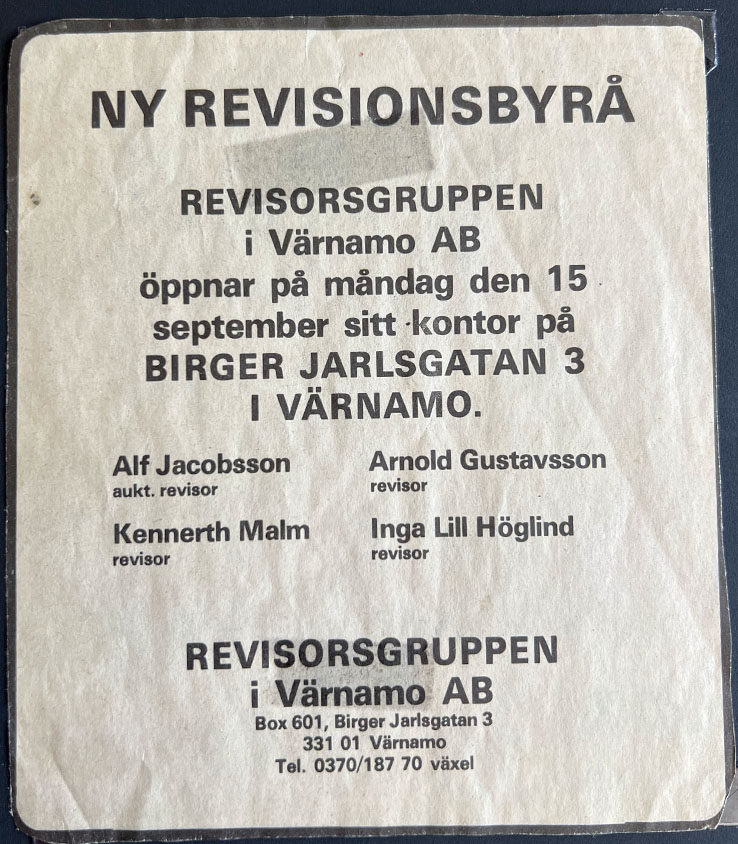 NY REVISIONSBYRÅ
REVISORSGRUPPEN
i Värnamo AB
öppnar på måndag den 15
september sitt kontor på
BIRGER JARLSGATAN 3
I VÄRNAMO.
Alf Jacobsson
aukt. revisor
Arnold Gustavsson
revisor
Kennerth Malm
revisor
Inga Lill Höglind
revisor
REVISORSGRUPPEN
i Värnamo AB
Box 601, Birger Jarlsgatan 3
331 01 Värnamo
Tel. 0370/187 70 växel